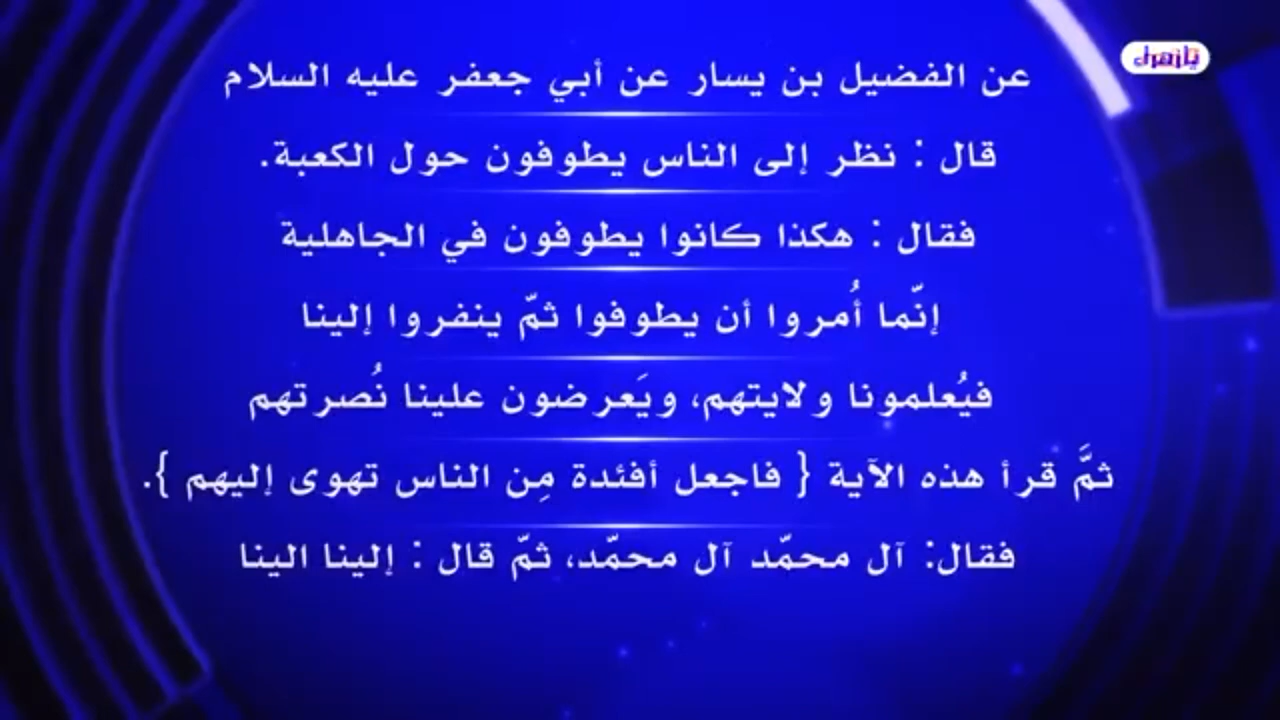 يازهراء
عن الفضيل بن يسار عن أبي جعفر عليه السلام
قال : نظر إلى الناس يطوفون حول الكعبة.
فقال : هكذا كانوا يطوفون في الجاهلية
إنّما أُمروا أن يطوفوا ثمّ ينفروا إلينا
فيُعلمونا ولايتهم، ويَعرضون علينا نُصرتهم
ثمَّ قرأ هذه الآية { فاجعل أفئدة مِن الناس تهوى إليهم }.
فقال: آل محمّد آل محمّد، ثمّ قال : إلينا الينا